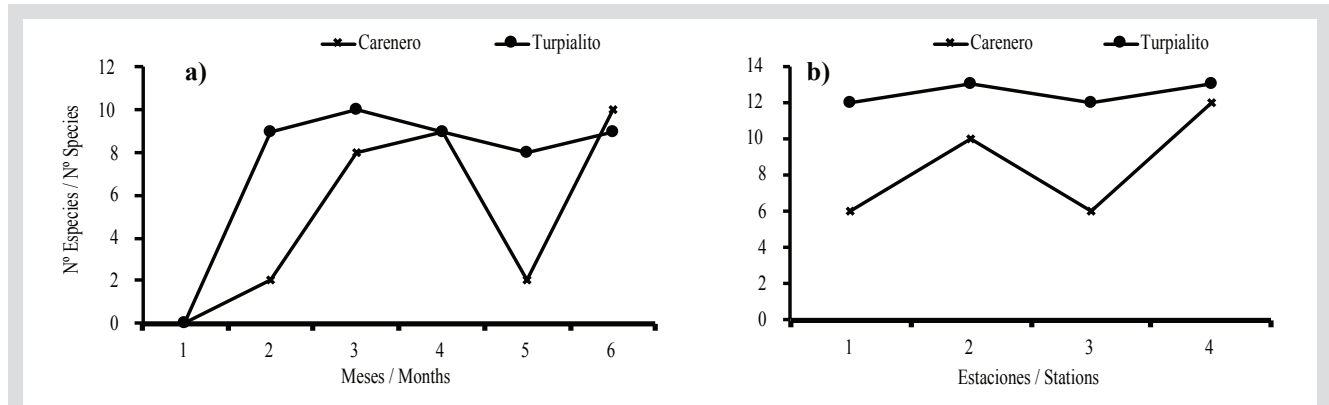 Carenero Turpialito
a)
12
10
8
6
4
2
0
1 2 3 4 5 6
Meses / Months
Nº Especies / Nº Species
Carenero Turpialito
b)
14
12
10
8
6
4
2
0
1 2 3 4
Estaciones / Stations